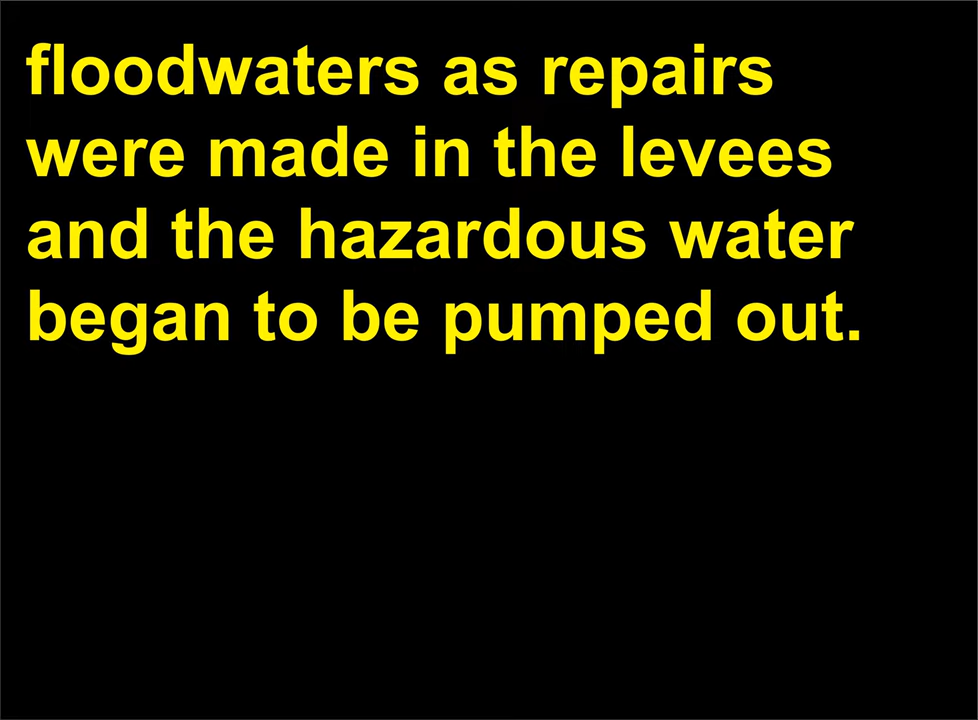 floodwaters as repairs
were made in the levees
and the hazardous water
began to be pumped out.